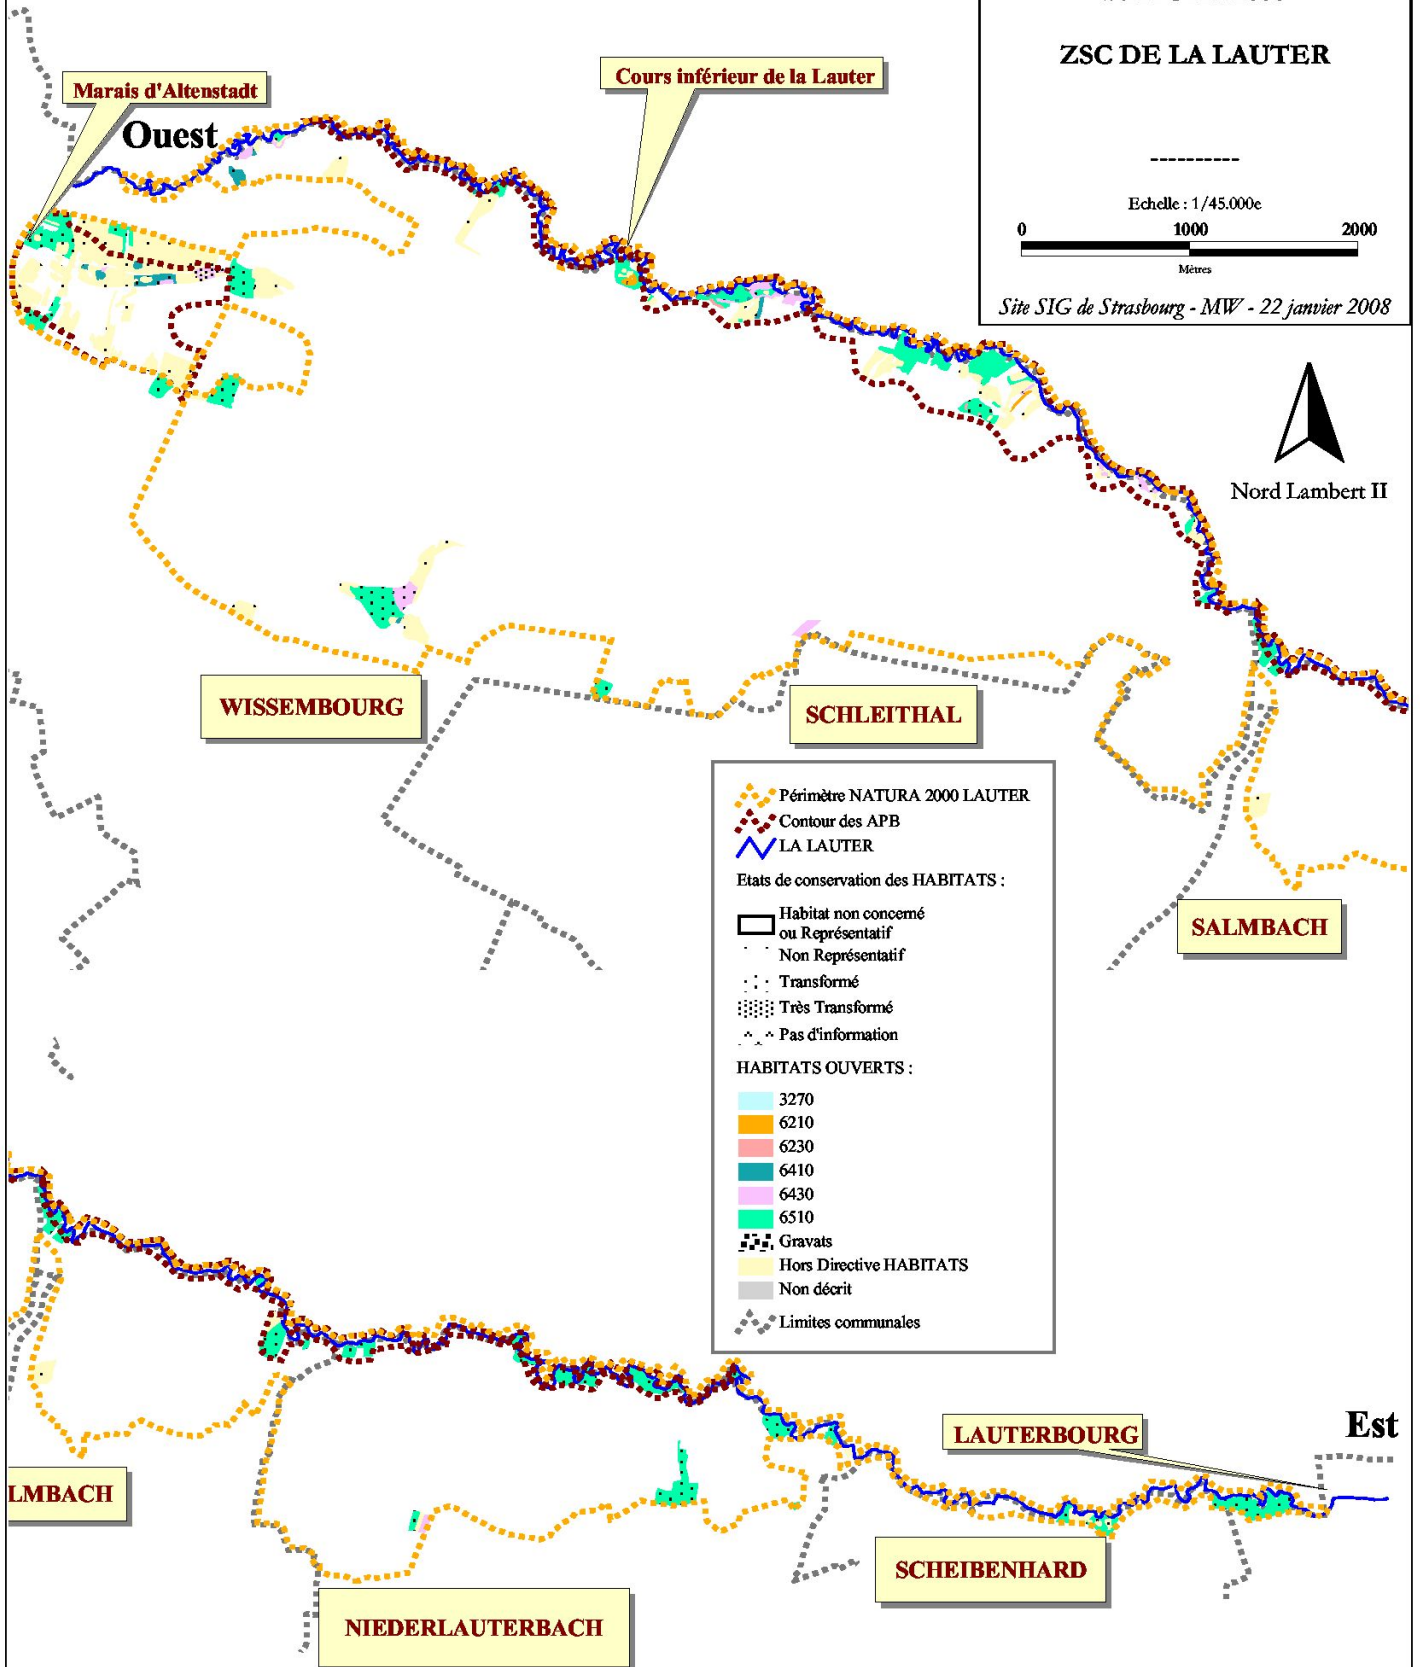 ZSC DE LA LAUTER
----------
Echelle : 1/45.000e
0 1000 2000
Mètres
Site SIG de Strasbourg - MW - 22 janvier 2008
Marais d'Altenstadt
Cours inférieur de la Lauter
Ouest
Nord Lambert II
WISSEMBOURG
SCHLEITHAL
SALMBACH
Périmètre NATURA 2000 LAUTER
Contour des APB
LA LAUTER
Etats de conservation des HABITATS :
Habitat non concerné
ou Représentatif
Non Représentatif
Transformé
Très Transformé
Pas d'information
HABITATS OUVERTS :
3270
6210
6230
6410
6430
6510
Gravats
Hors Directive HABITATS
Non décrit
Limites communales
Est
LAUTERBOURG
LMBACH
SCHEIBENHARD
NIEDERLAUTERBACH